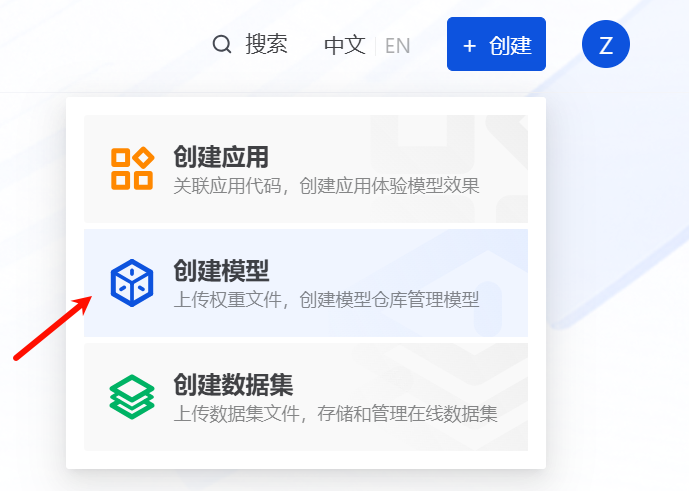 搜索 中文 EN + 创建 Z
创建应用
关联应用代码，创建应用体验模型效果
创建模型
上传权重文件，创建模型仓库管理模型
创建数据集
上传数据集文件，存储和管理在线数据集